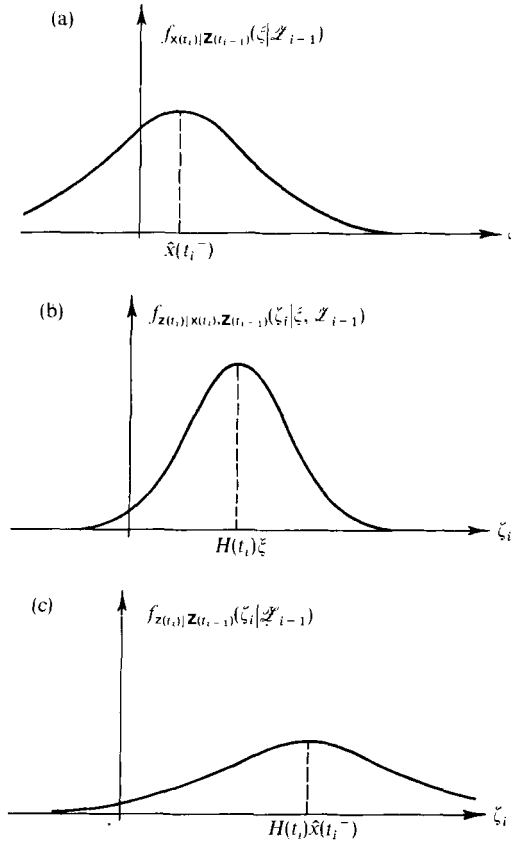 (a)
f_{x(t_i)|Z(t_{i-1})}(ξ|𝒵_{i-1})
x̂(t_i^-)
(b)
f_{z(t_i)|x(t_i),Z(t_{i-1})}(ζ_i|ξ, 𝒵_{i-1})
ζ_i
H(t_i)ξ
(c)
f_{z(t_i)|Z(t_{i-1})}(ζ_i|𝒵_{i-1})
ζ_i
H(t_i)x̂(t_i^-)